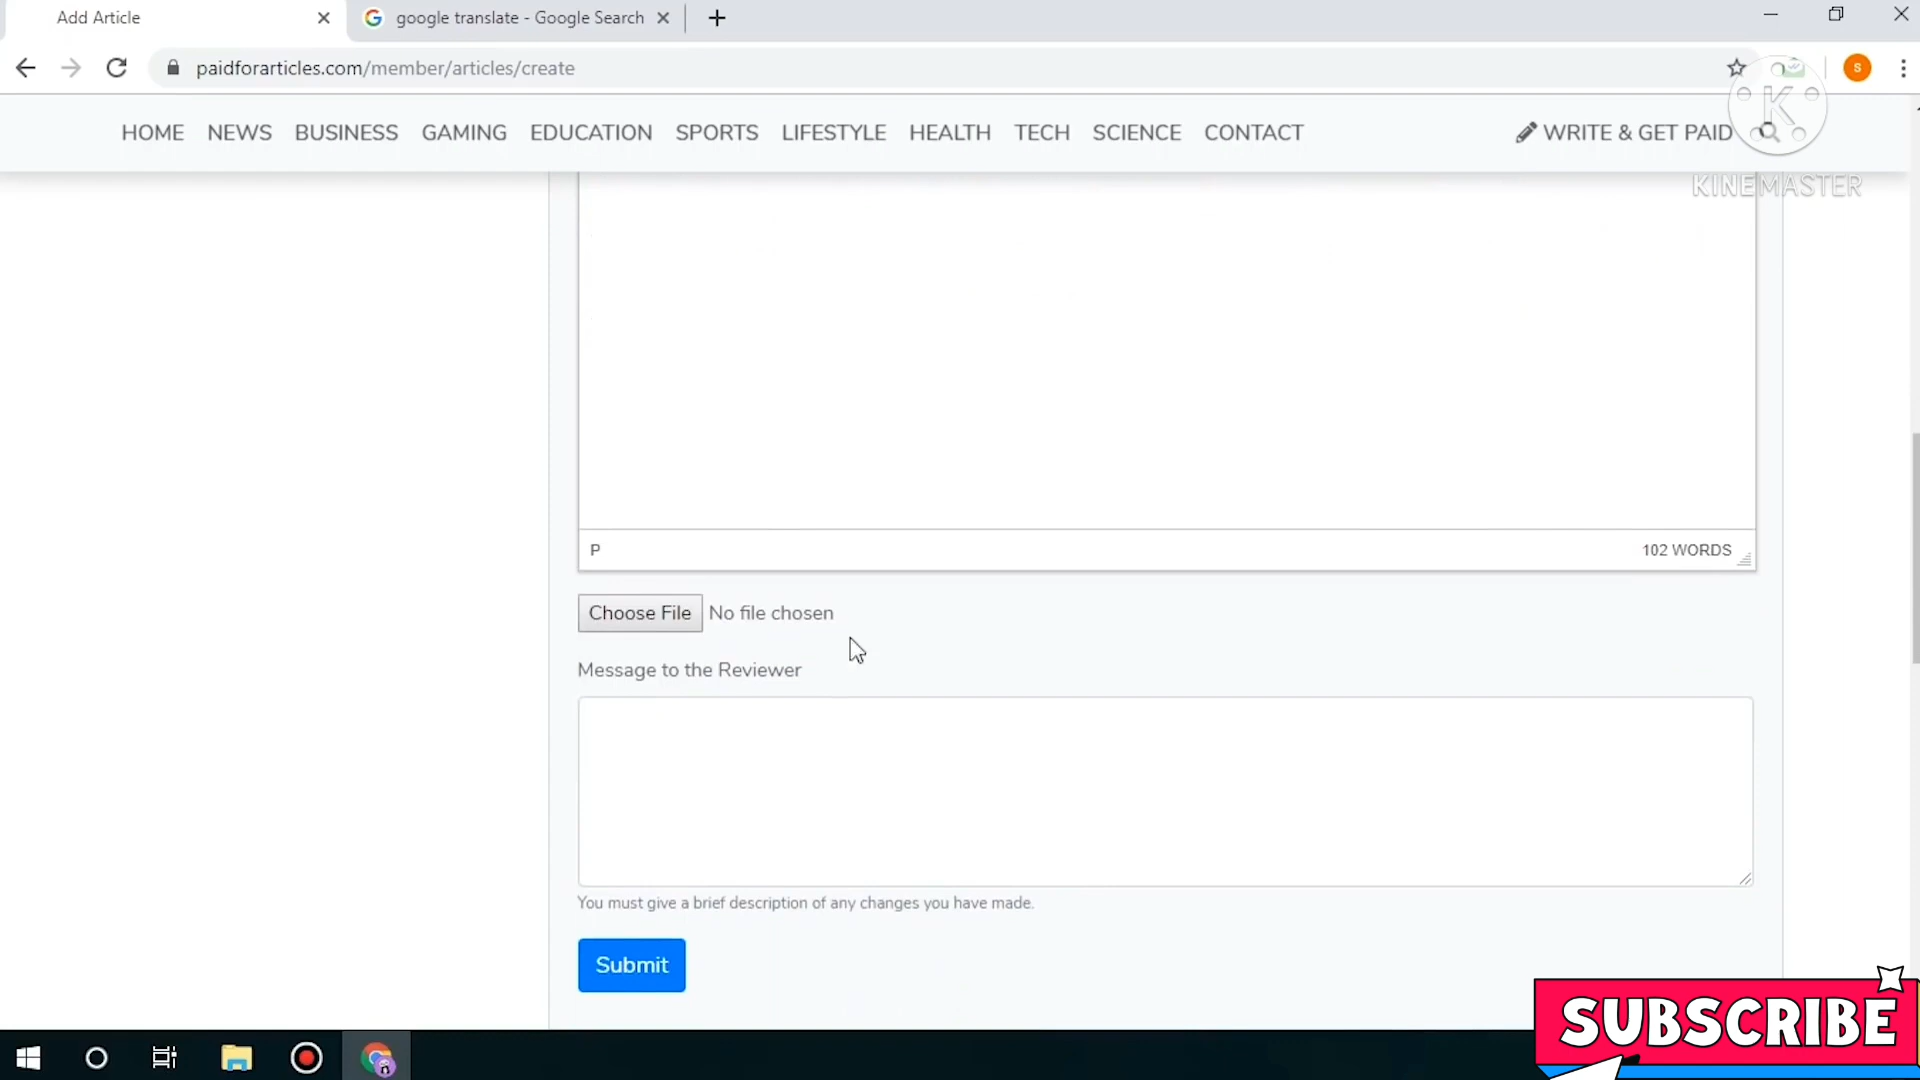 Add Article
google translate - Google Search
paidforarticles.com/member/articles/create
S
HOME NEWS BUSINESS GAMING EDUCATION SPORTS LIFESTYLE HEALTH TECH SCIENCE CONTACT WRITE & GET PAID
K
KINEMASTER
P 102 WORDS
Choose File No file chosen
Message to the Reviewer
You must give a brief description of any changes you have made.
Submit
SUBSCRIBE